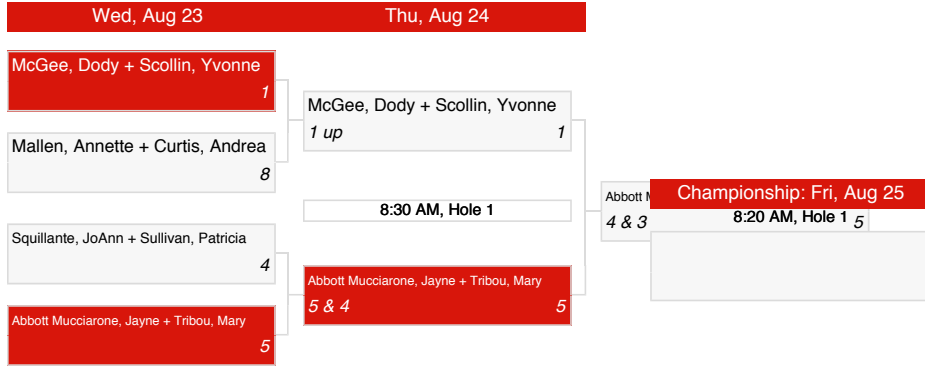 Wed, Aug 23
Thu, Aug 24
McGee, Dody + Scollin, Yvonne
1
Mallen, Annette + Curtis, Andrea
8
Squillante, JoAnn + Sullivan, Patricia
4
Abbott Mucciarone, Jayne + Tribou, Mary
5
McGee, Dody + Scollin, Yvonne
1 up 1
8:30 AM, Hole 1
Abbott Mucciarone, Jayne + Tribou, Mary
5 & 4 5
Championship: Fri, Aug 25
Abbott
8:20 AM, Hole 1
4 & 3 5